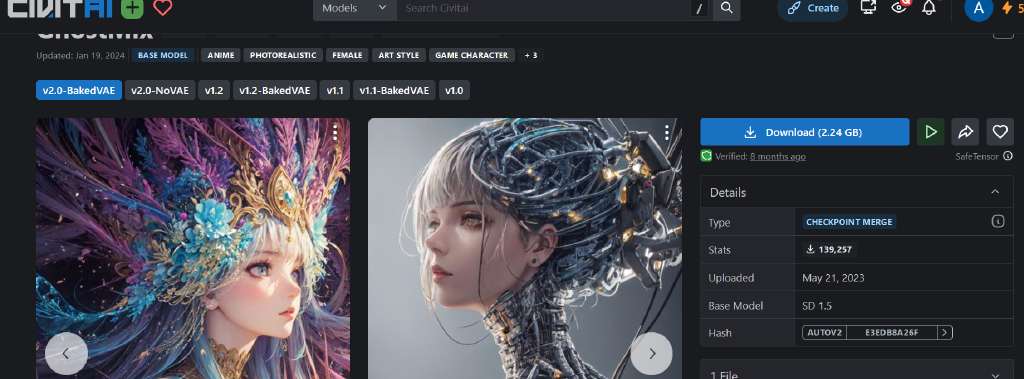 CIVITAI Models Search Civitai / Create A 5
GhostMix
Updated: Jan 19, 2024 BASE MODEL ANIME PHOTOREALISTIC FEMALE ART STYLE GAME CHARACTER + 3
v2.0-BakedVAE v2.0-NoVAE v1.2 v1.2-BakedVAE v1.1 v1.1-BakedVAE v1.0
Download (2.24 GB)
Verified: 8 months ago SafeTensor
Details
Type CHECKPOINT MERGE
Stats 139,257
Uploaded May 21, 2023
Base Model SD 1.5
Hash AUTOV2 E3EDB8A26F
1 File